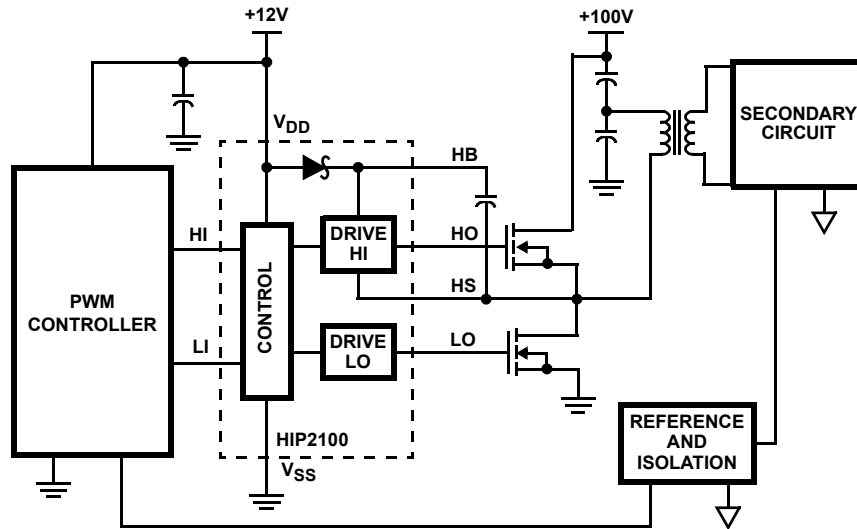 +12V
+100V
SECONDARY
CIRCUIT
VDD
HB
HI
DRIVE
HI
HO
PWM
CONTROLLER
CONTROL
HS
LI
DRIVE
LO
LO
HIP2100
VSS
REFERENCE
AND
ISOLATION